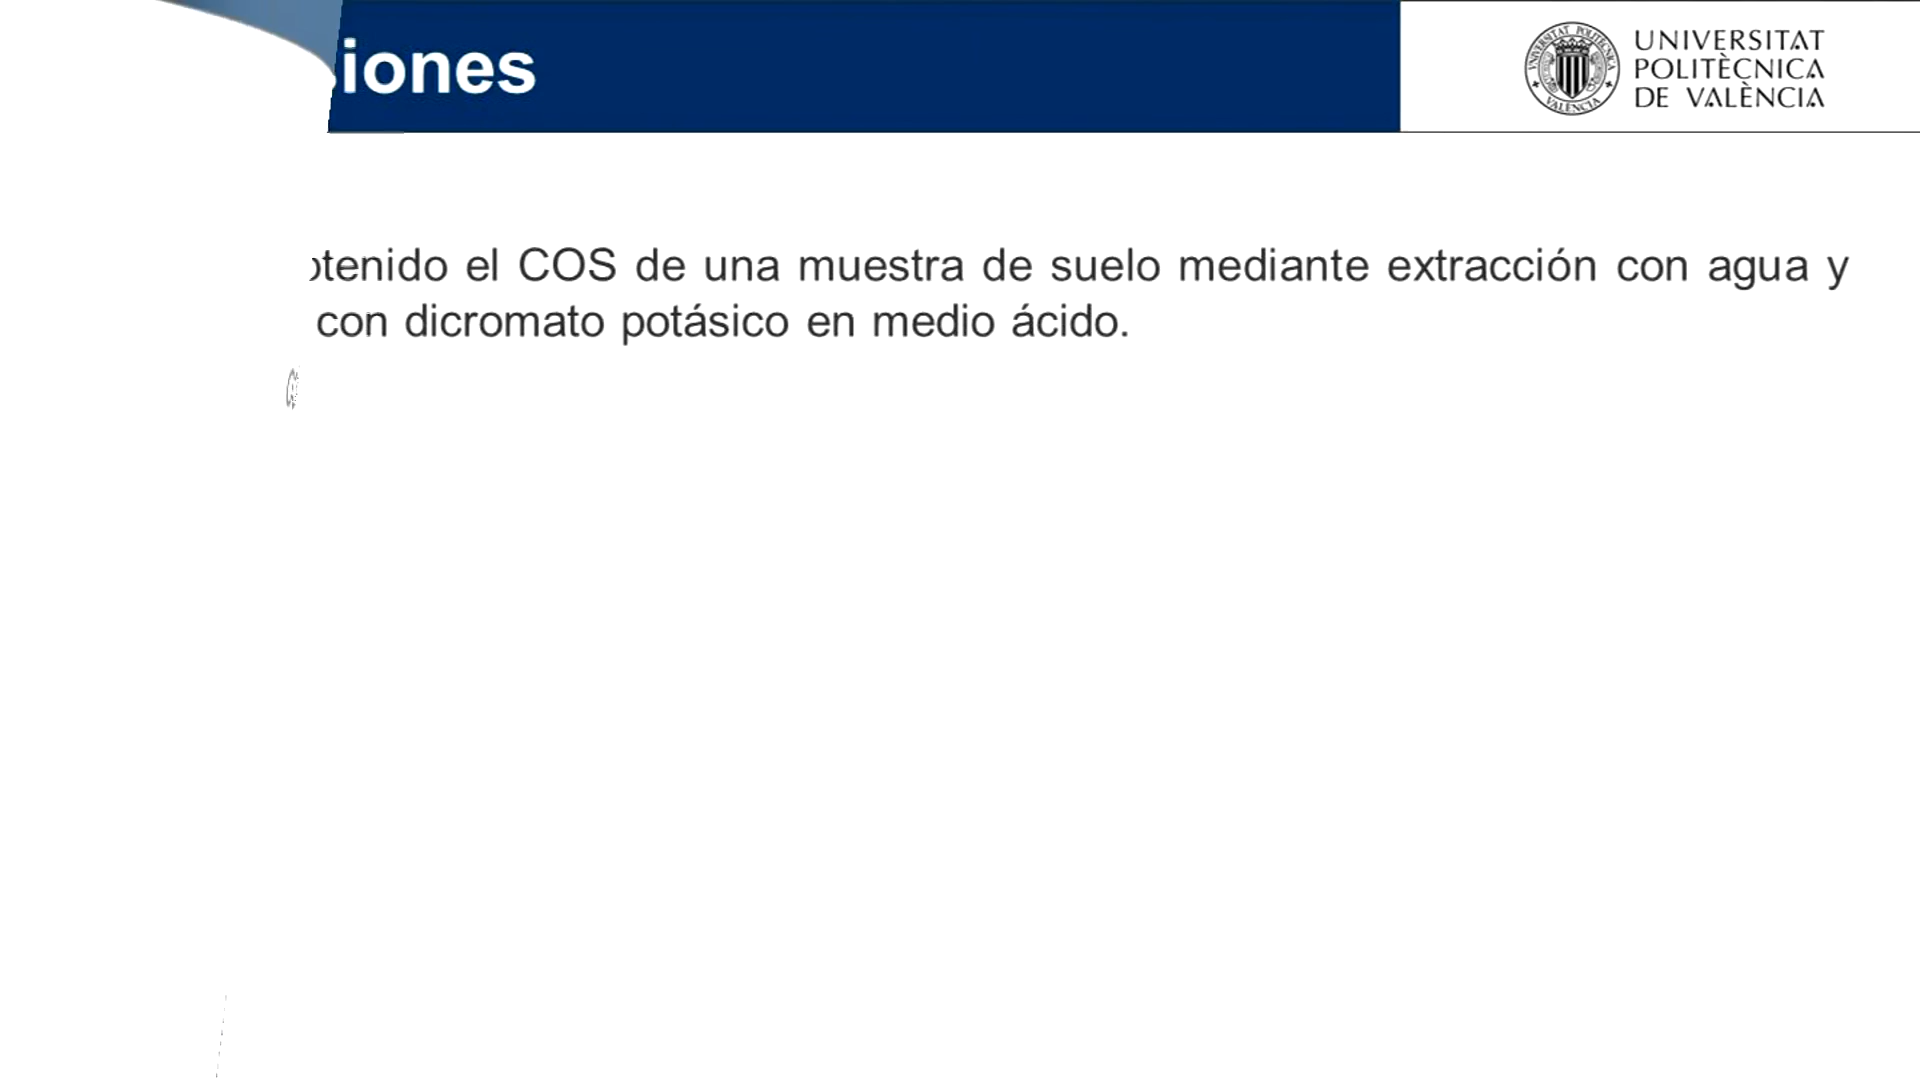 iones
UNIVERSITAT
POLITÈCNICA
DE VALÈNCIA
tenido el COS de una muestra de suelo mediante extracción con agua y
con dicromato potásico en medio ácido.